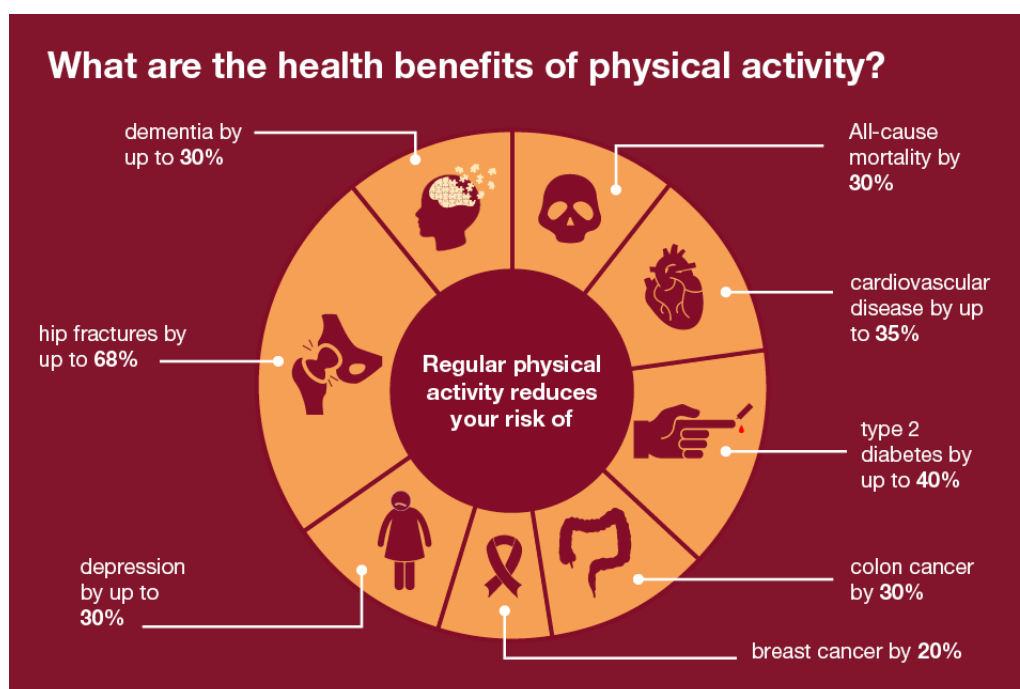 What are the health benefits of physical activity?
dementia by
up to 30%
All-cause
mortality by
30%
cardiovascular
disease by up
to 35%
hip fractures by
up to 68%
Regular physical
activity reduces
your risk of
type 2
diabetes by
up to 40%
depression
by up to
30%
colon cancer
by 30%
breast cancer by 20%